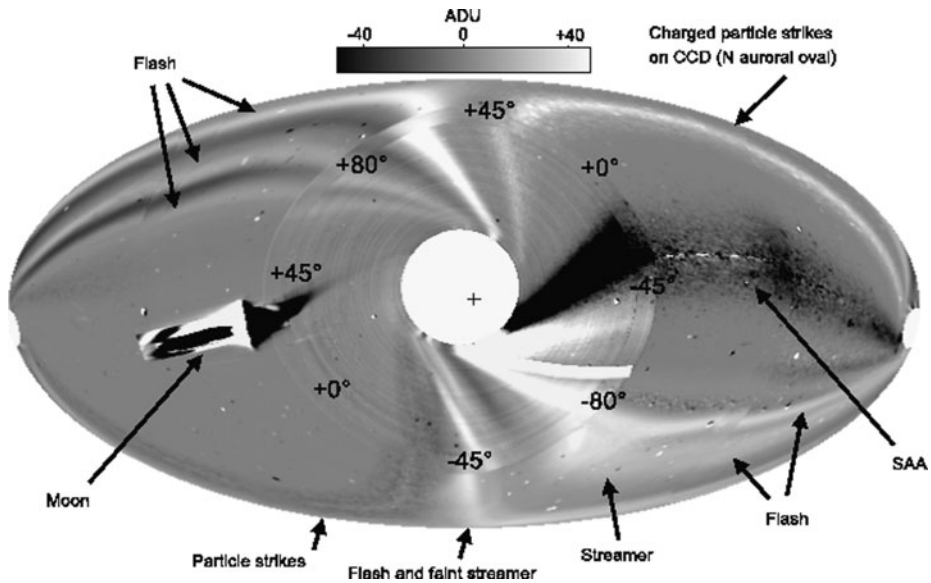 ADU
-40 0 +40
Charged particle strikes
on CCD (N auroral oval)
Flash
+45°
+80°
+0°
+45°
-45°
+0°
-80°
-45°
SAA
Moon
Flash
Particle strikes
Streamer
Flash and faint streamer